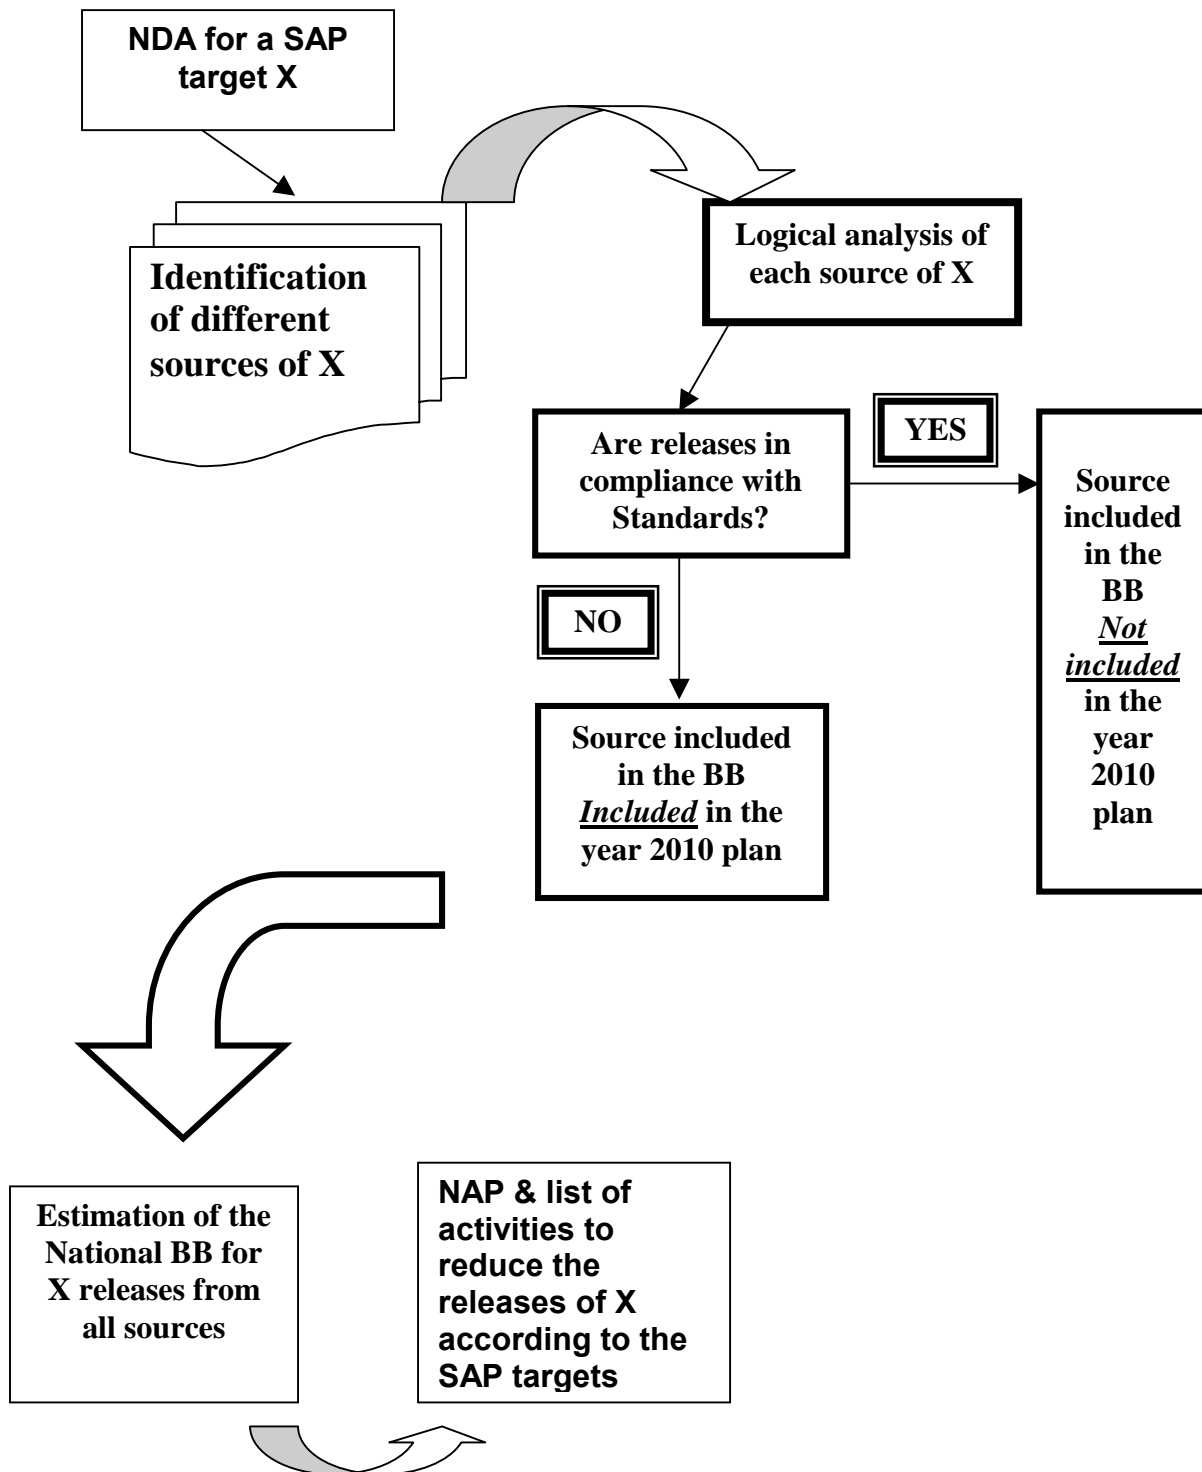 NDA for a SAP
target X
Identification
of different
sources of X
Logical analysis of
each source of X
Are releases in
compliance with
Standards?
YES
NO
Source
included
in the
BB
Not
included
in the
year
2010
plan
Source included
in the BB
Included in the
year 2010 plan
Estimation of the
National BB for
X releases from
all sources
NAP & list of
activities to
reduce the
releases of X
according to the
SAP targets